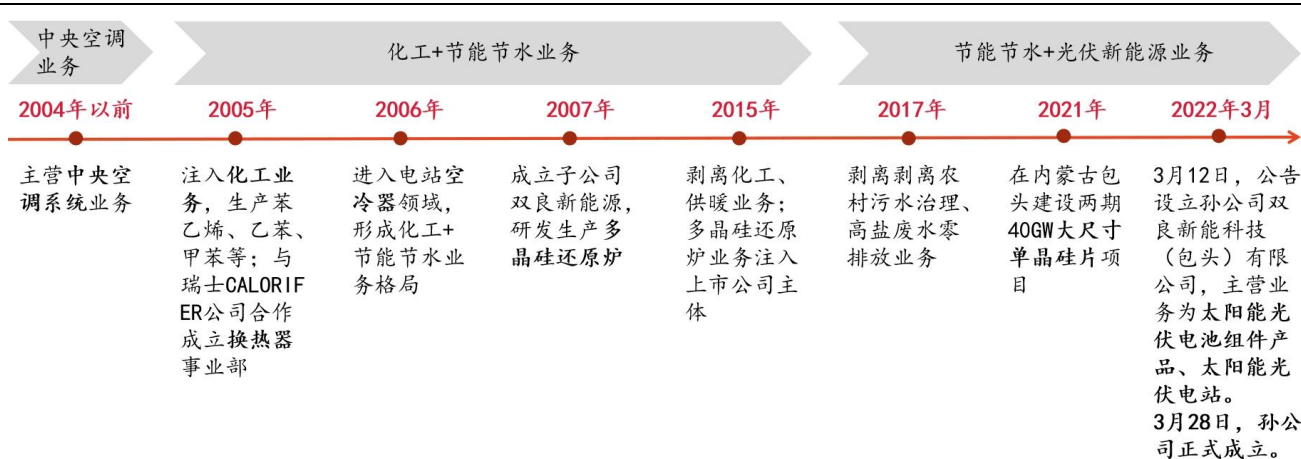 中央空调
业务
化工+节能节水业务
节能节水+光伏新能源业务
2004年以前
2005年
2006年
2007年
2015年
2017年
2021年
2022年3月
主营中央空
调系统业务
注入化工业
务，生产苯
乙烯、乙苯、
甲苯等；与
瑞士CALORIF
ER公司合作
成立换热器
事业部
进入电站空
冷器领域，
形成化工+
节能节水业
务格局
成立子公司
双良新能源，
研发生产多
晶硅还原炉
剥离化工、
供暖业务；
多晶硅还原
炉业务注入
上市公司主
体
剥离剥离农
村污水治理、
高盐废水零
排放业务
在内蒙古包
头建设两期
40GW大尺寸
单晶硅片项
目
3月12日，公告
设立孙公司双
良新能科技
（包头）有限
公司，主营业
务为太阳能光
伏电池组件产
品、太阳能光
伏电站。
3月28日，孙公
司正式成立。